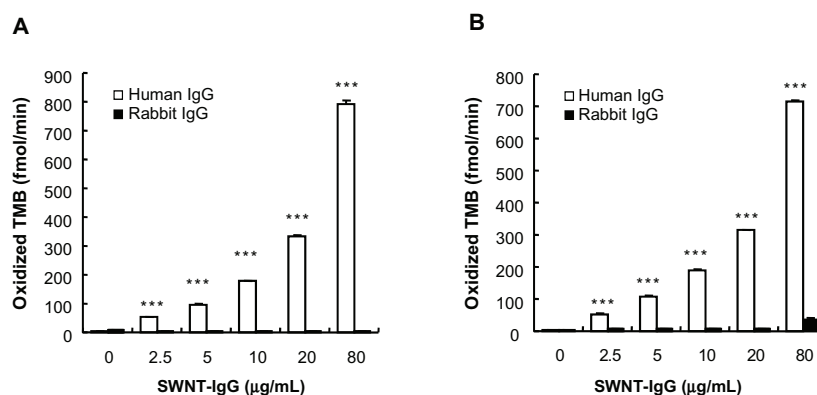 A
Oxidized TMB (fmol/min)
900
800
700
600
500
400
300
200
100
0
Human IgG
Rabbit IgG
***
***
***
***
***
0 2.5 5 10 20 80
SWNT-IgG (μg/mL)
B
Oxidized TMB (fmol/min)
800
700
600
500
400
300
200
100
0
Human IgG
Rabbit IgG
***
***
***
***
***
0 2.5 5 10 20 80
SWNT-IgG (μg/mL)